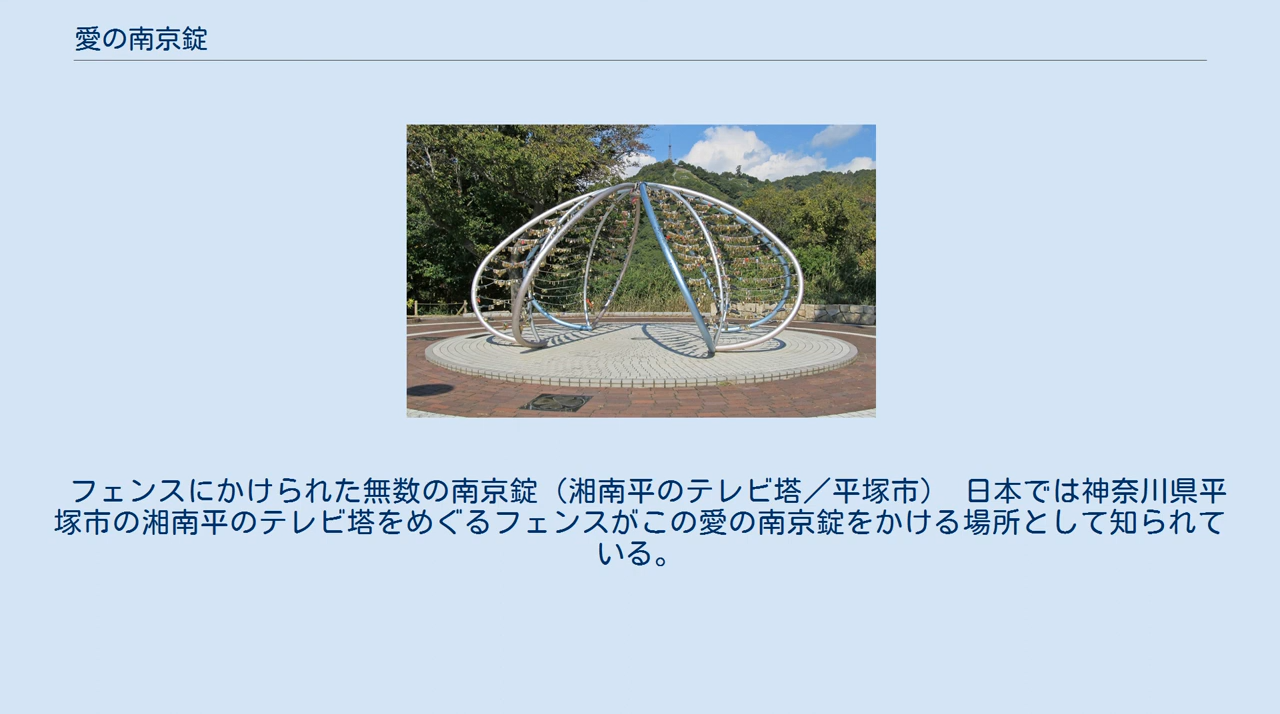 愛の南京錠
フェンスにかけられた無数の南京錠（湘南平のテレビ塔／平塚市）　日本では神奈川県平
塚市の湘南平のテレビ塔をめぐるフェンスがこの愛の南京錠をかける場所として知られて
いる。